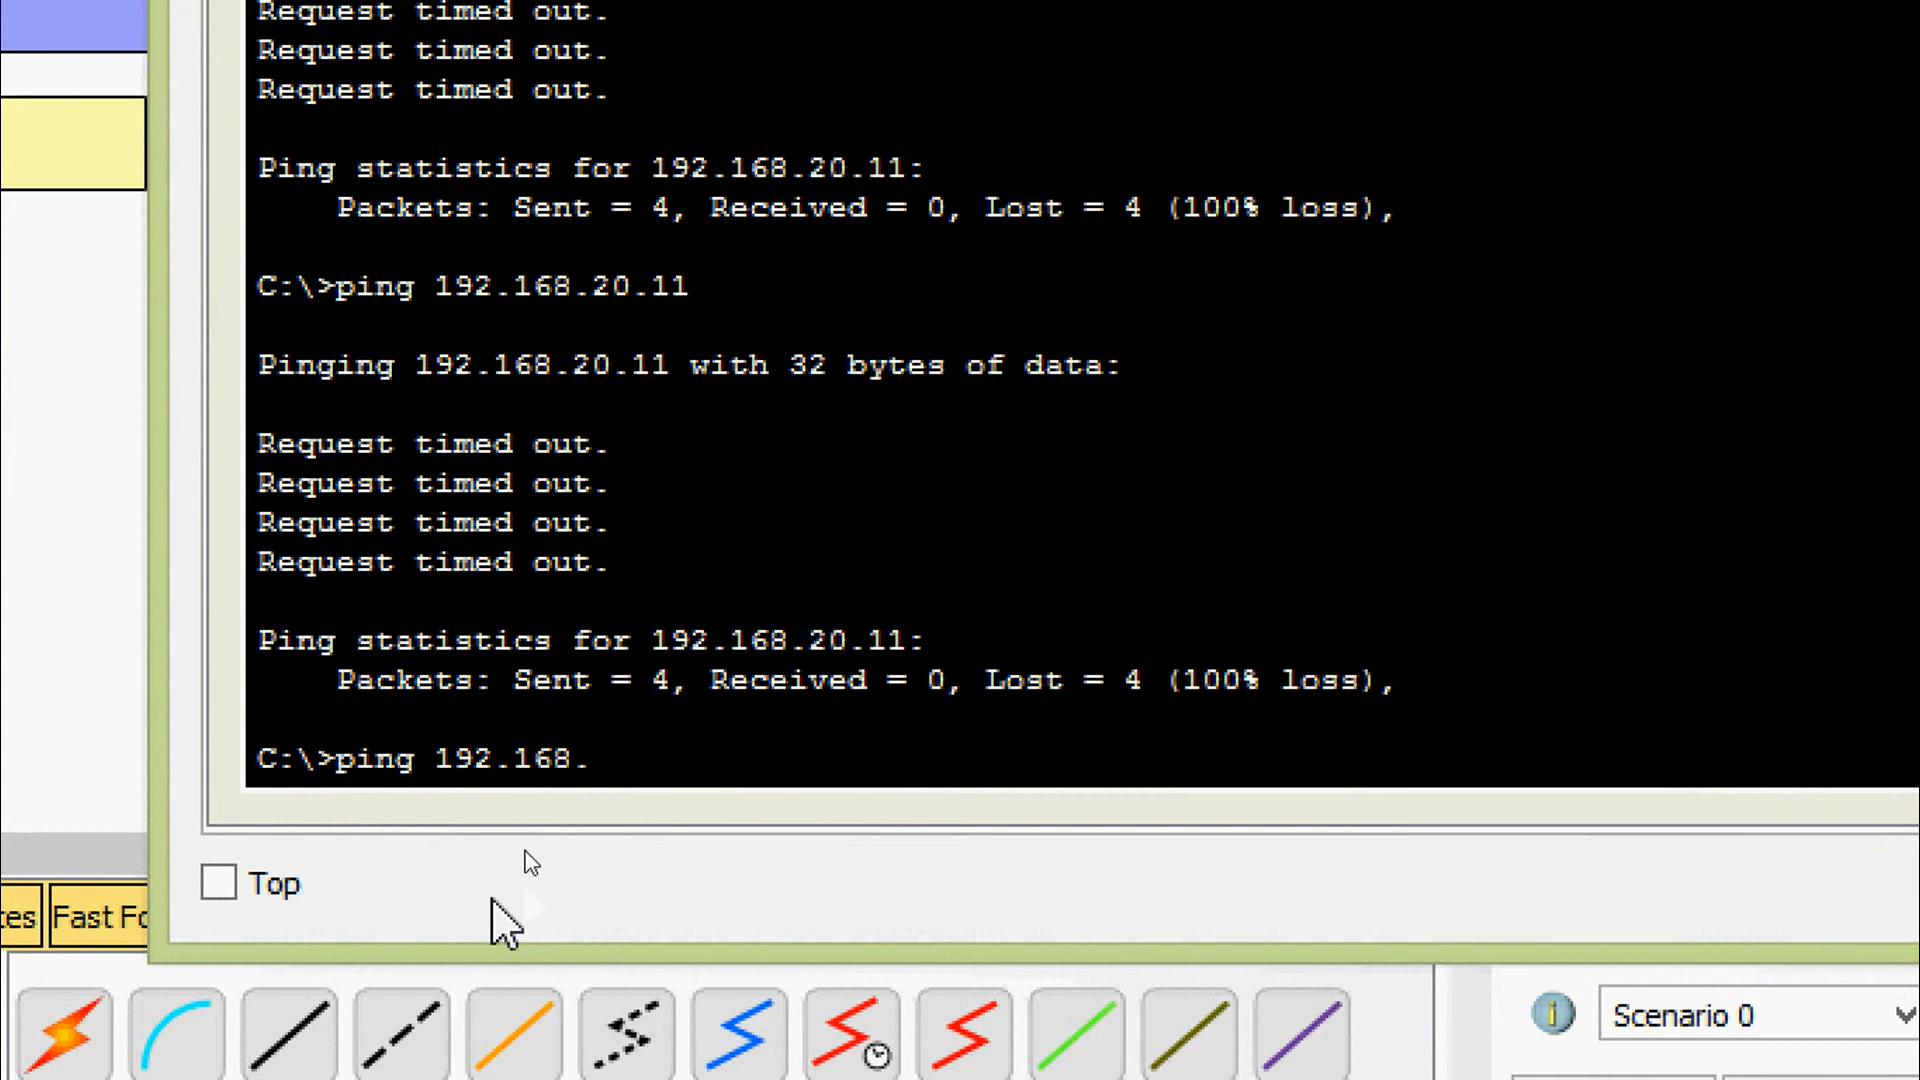 Request timed out.
Request timed out.
Request timed out.
Ping statistics for 192.168.20.11:
Packets: Sent = 4, Received = 0, Lost = 4 (100% loss),
C:\>ping 192.168.20.11
Pinging 192.168.20.11 with 32 bytes of data:
Request timed out.
Request timed out.
Request timed out.
Request timed out.
Ping statistics for 192.168.20.11:
Packets: Sent = 4, Received = 0, Lost = 4 (100% loss),
C:\>ping 192.168.
Top
Fast
Scenario 0